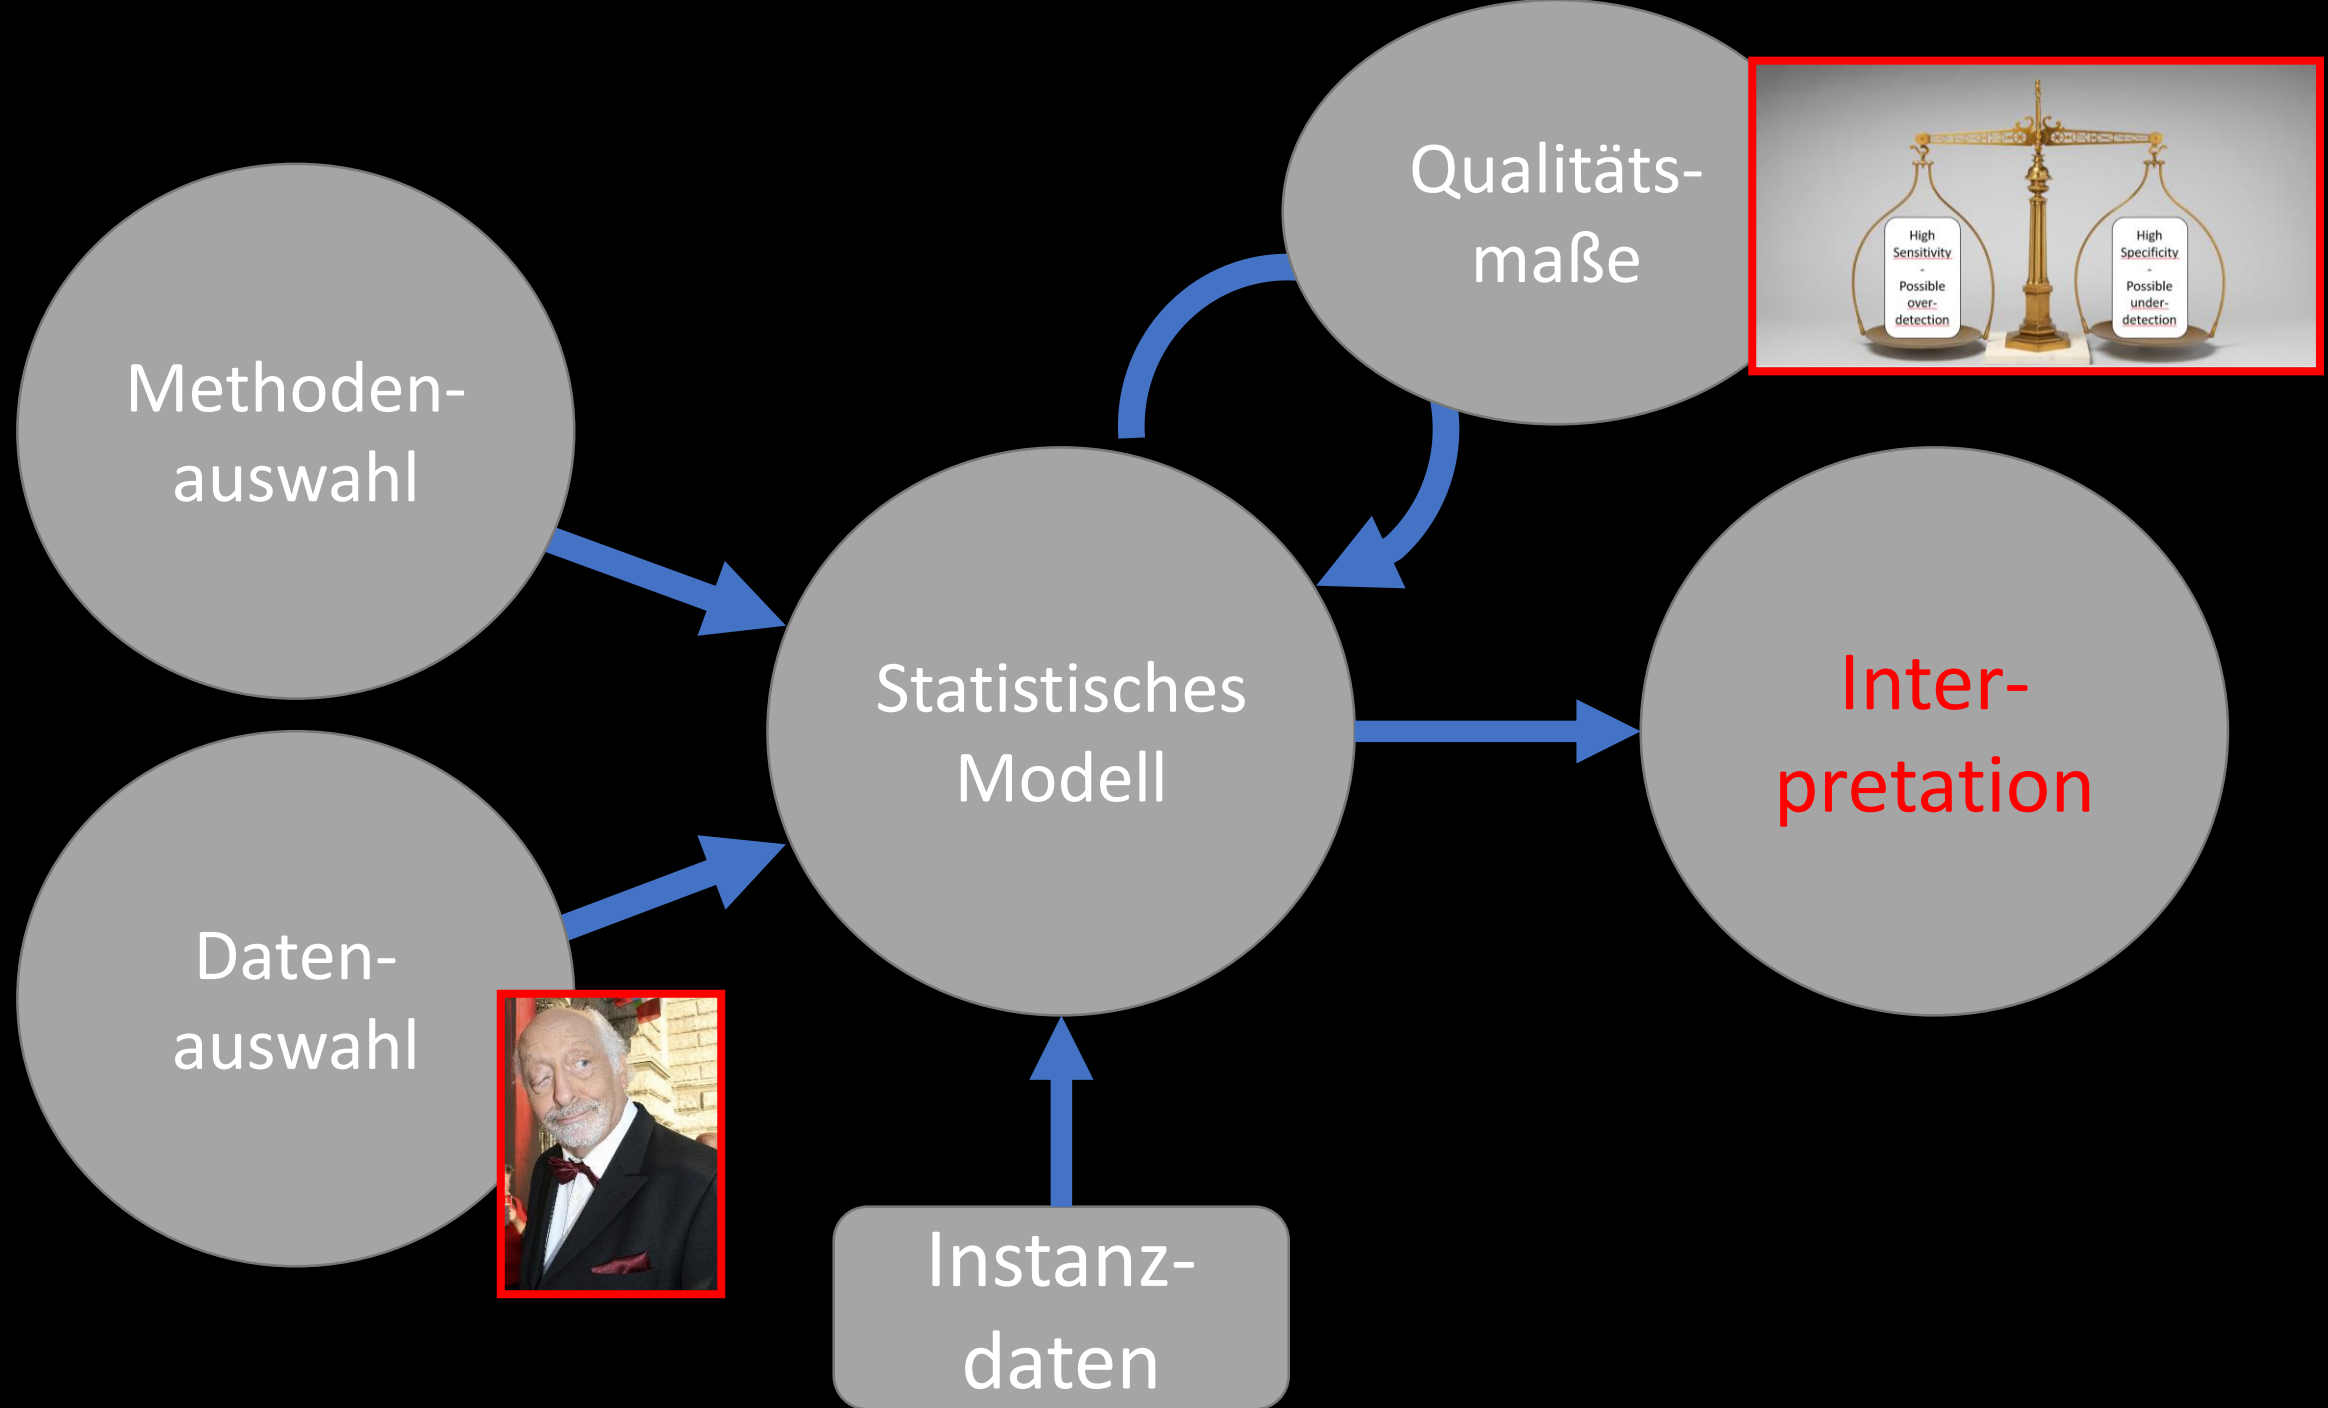 Qualitäts-
maße
High
Sensitivity
-
Possible
over-
detection
High
Specificity
-
Possible
under-
detection
Methoden-
auswahl
Statistisches
Modell
Inter-
pretation
Daten-
auswahl
Instanz-
daten